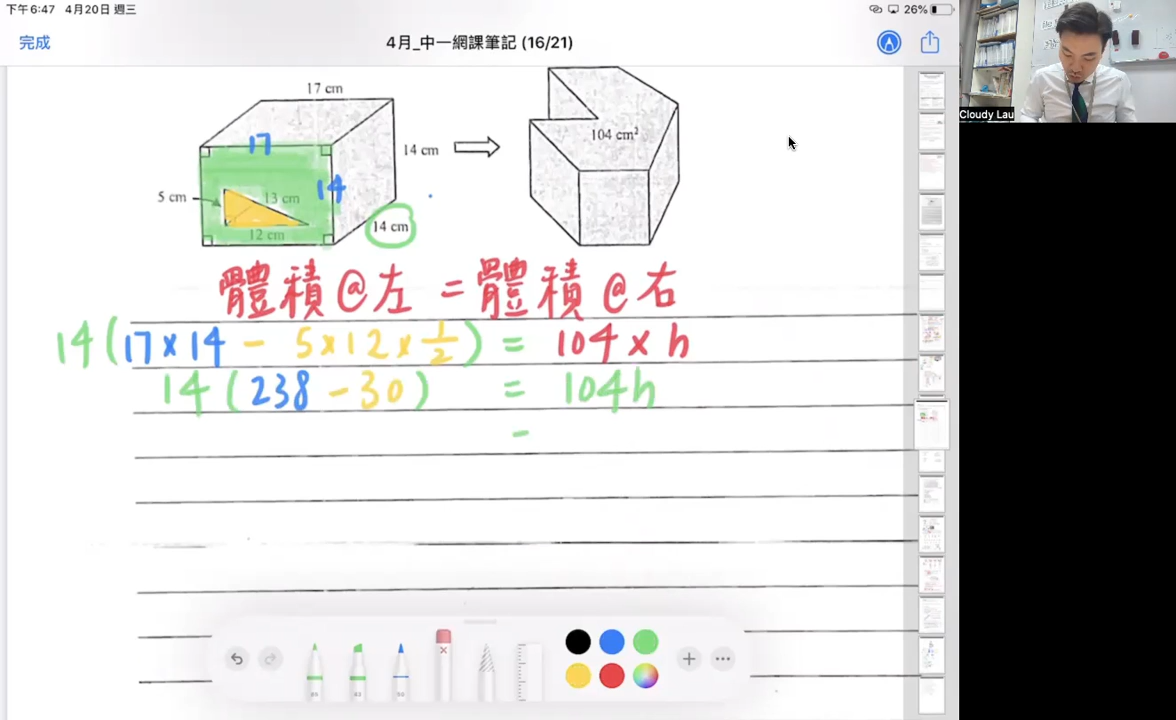 下午6:47 4月20日 週三
26%
完成
4月_中一網課筆記 (16/21)
Cloudy Lau
17 cm
17
14 cm
14
5 cm
13 cm
12 cm
14 cm
104 cm²
體積@左 = 體積@右
14(17×14 - 5×12×1/2) = 104×h
14(238-30) = 104h
-